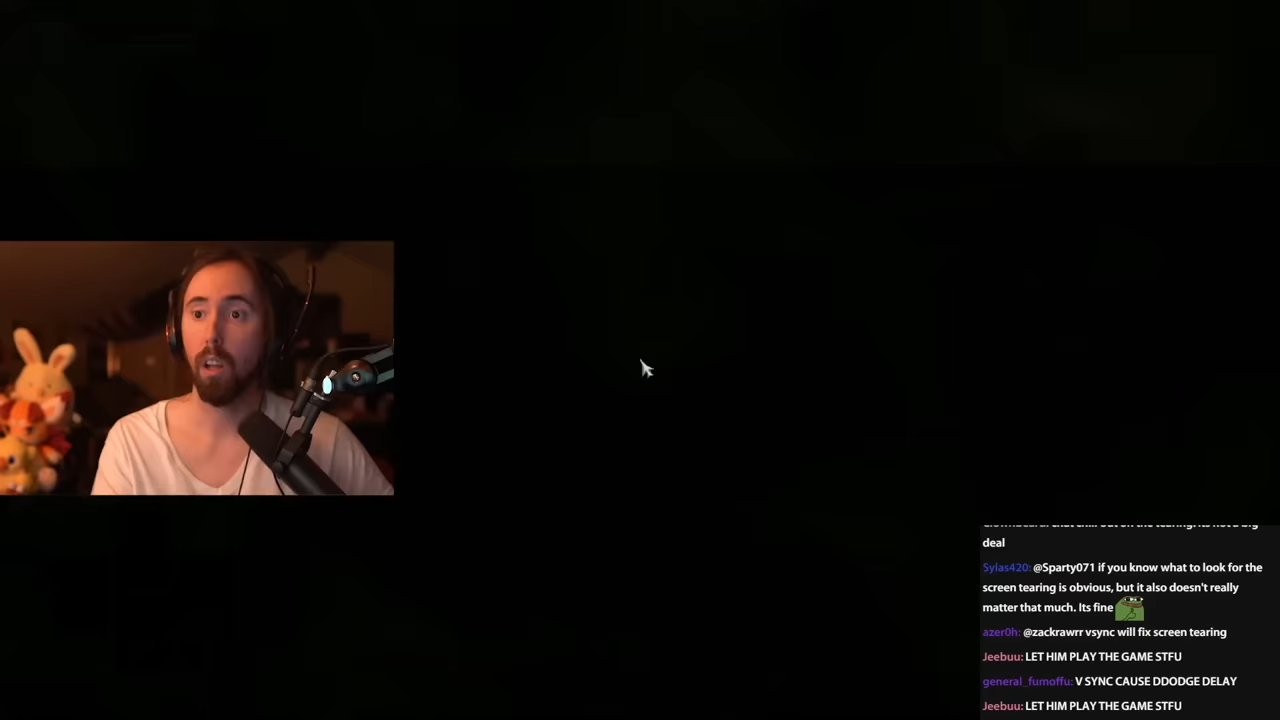 deal
Sylas420: @Sparty071 if you know what to look for the
screen tearing is obvious, but it also doesn't really
matter that much. Its fine
azer0h: @zackrawrr vsync will fix screen tearing
Jeebuu: LET HIM PLAY THE GAME STFU
general_fumoffu: V SYNC CAUSE DDODGE DELAY
Jeebuu: LET HIM PLAY THE GAME STFU